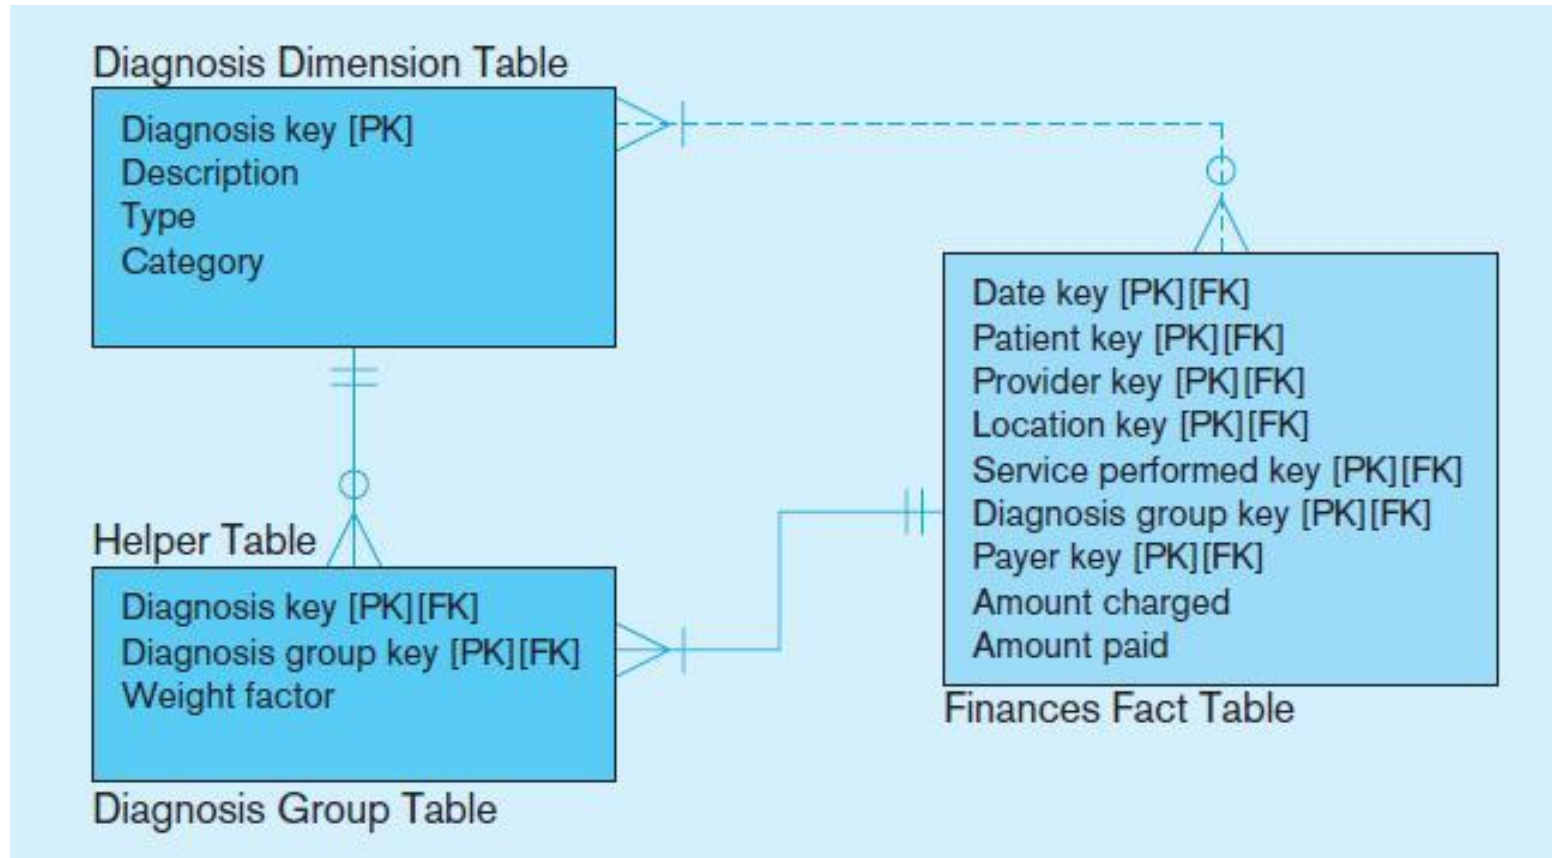 Diagnosis Dimension Table
Diagnosis key [PK]
Description
Type
Category
Helper Table
Diagnosis key [PK][FK]
Diagnosis group key [PK][FK]
Weight factor
Diagnosis Group Table
Date key [PK][FK]
Patient key [PK][FK]
Provider key [PK][FK]
Location key [PK][FK]
Service performed key [PK][FK]
Diagnosis group key [PK][FK]
Payer key [PK][FK]
Amount charged
Amount paid
Finances Fact Table